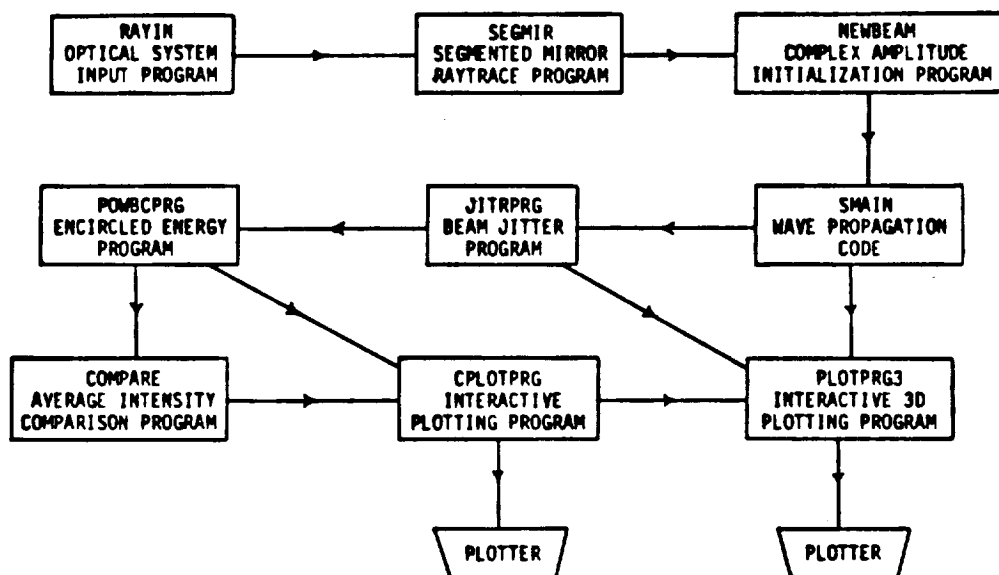 RAYIN
OPTICAL SYSTEM
INPUT PROGRAM
SEGMIR
SEGMENTED MIRROR
RAYTRACE PROGRAM
NEWBEAM
COMPLEX AMPLITUDE
INITIALIZATION PROGRAM
POWBCPRG
ENCIRCLED ENERGY
PROGRAM
JITRPRG
BEAM JITTER
PROGRAM
SMAIN
WAVE PROPAGATION
CODE
COMPARE
AVERAGE INTENSITY
COMPARISON PROGRAM
CPLOTPRG
INTERACTIVE
PLOTTING PROGRAM
PLOTPRG3
INTERACTIVE 3D
PLOTTING PROGRAM
PLOTTER
PLOTTER